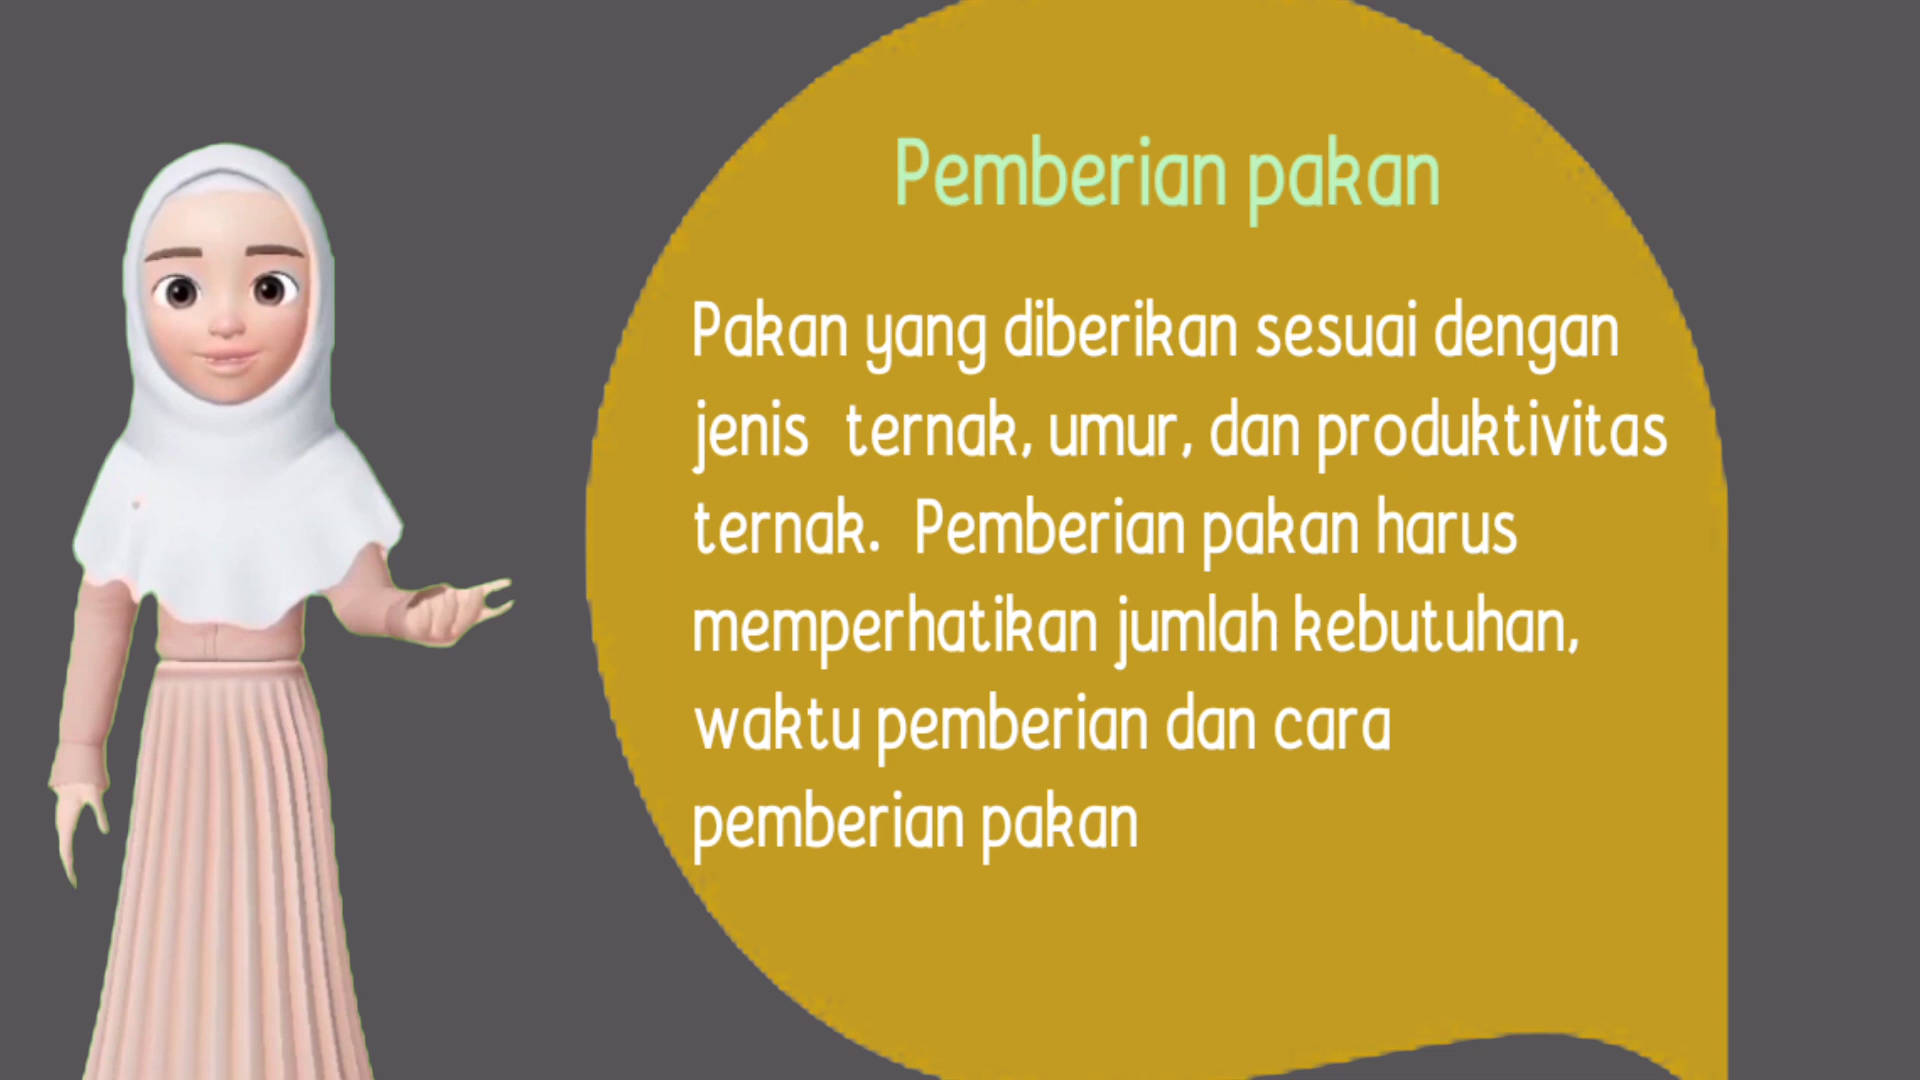 Pemberian pakan
Pakan yang diberikan sesuai dengan
jenis  ternak, umur, dan produktivitas
ternak.  Pemberian pakan harus
memperhatikan jumlah kebutuhan,
waktu pemberian dan cara
pemberian pakan